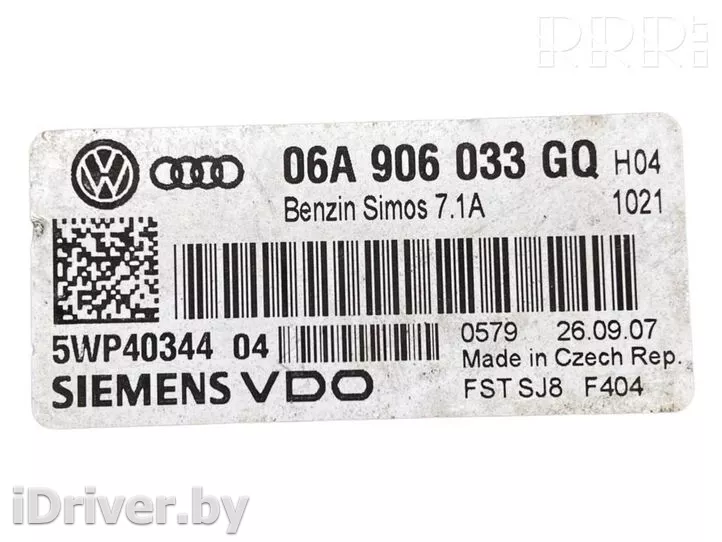 RRR
06A 906 033 GQ H04
Benzin Simos 7.1A 1021
5WP40344 04 0579 26.09.07
Made in Czech Rep.
SIEMENS VDO FST SJ8 F404
iDriver.by